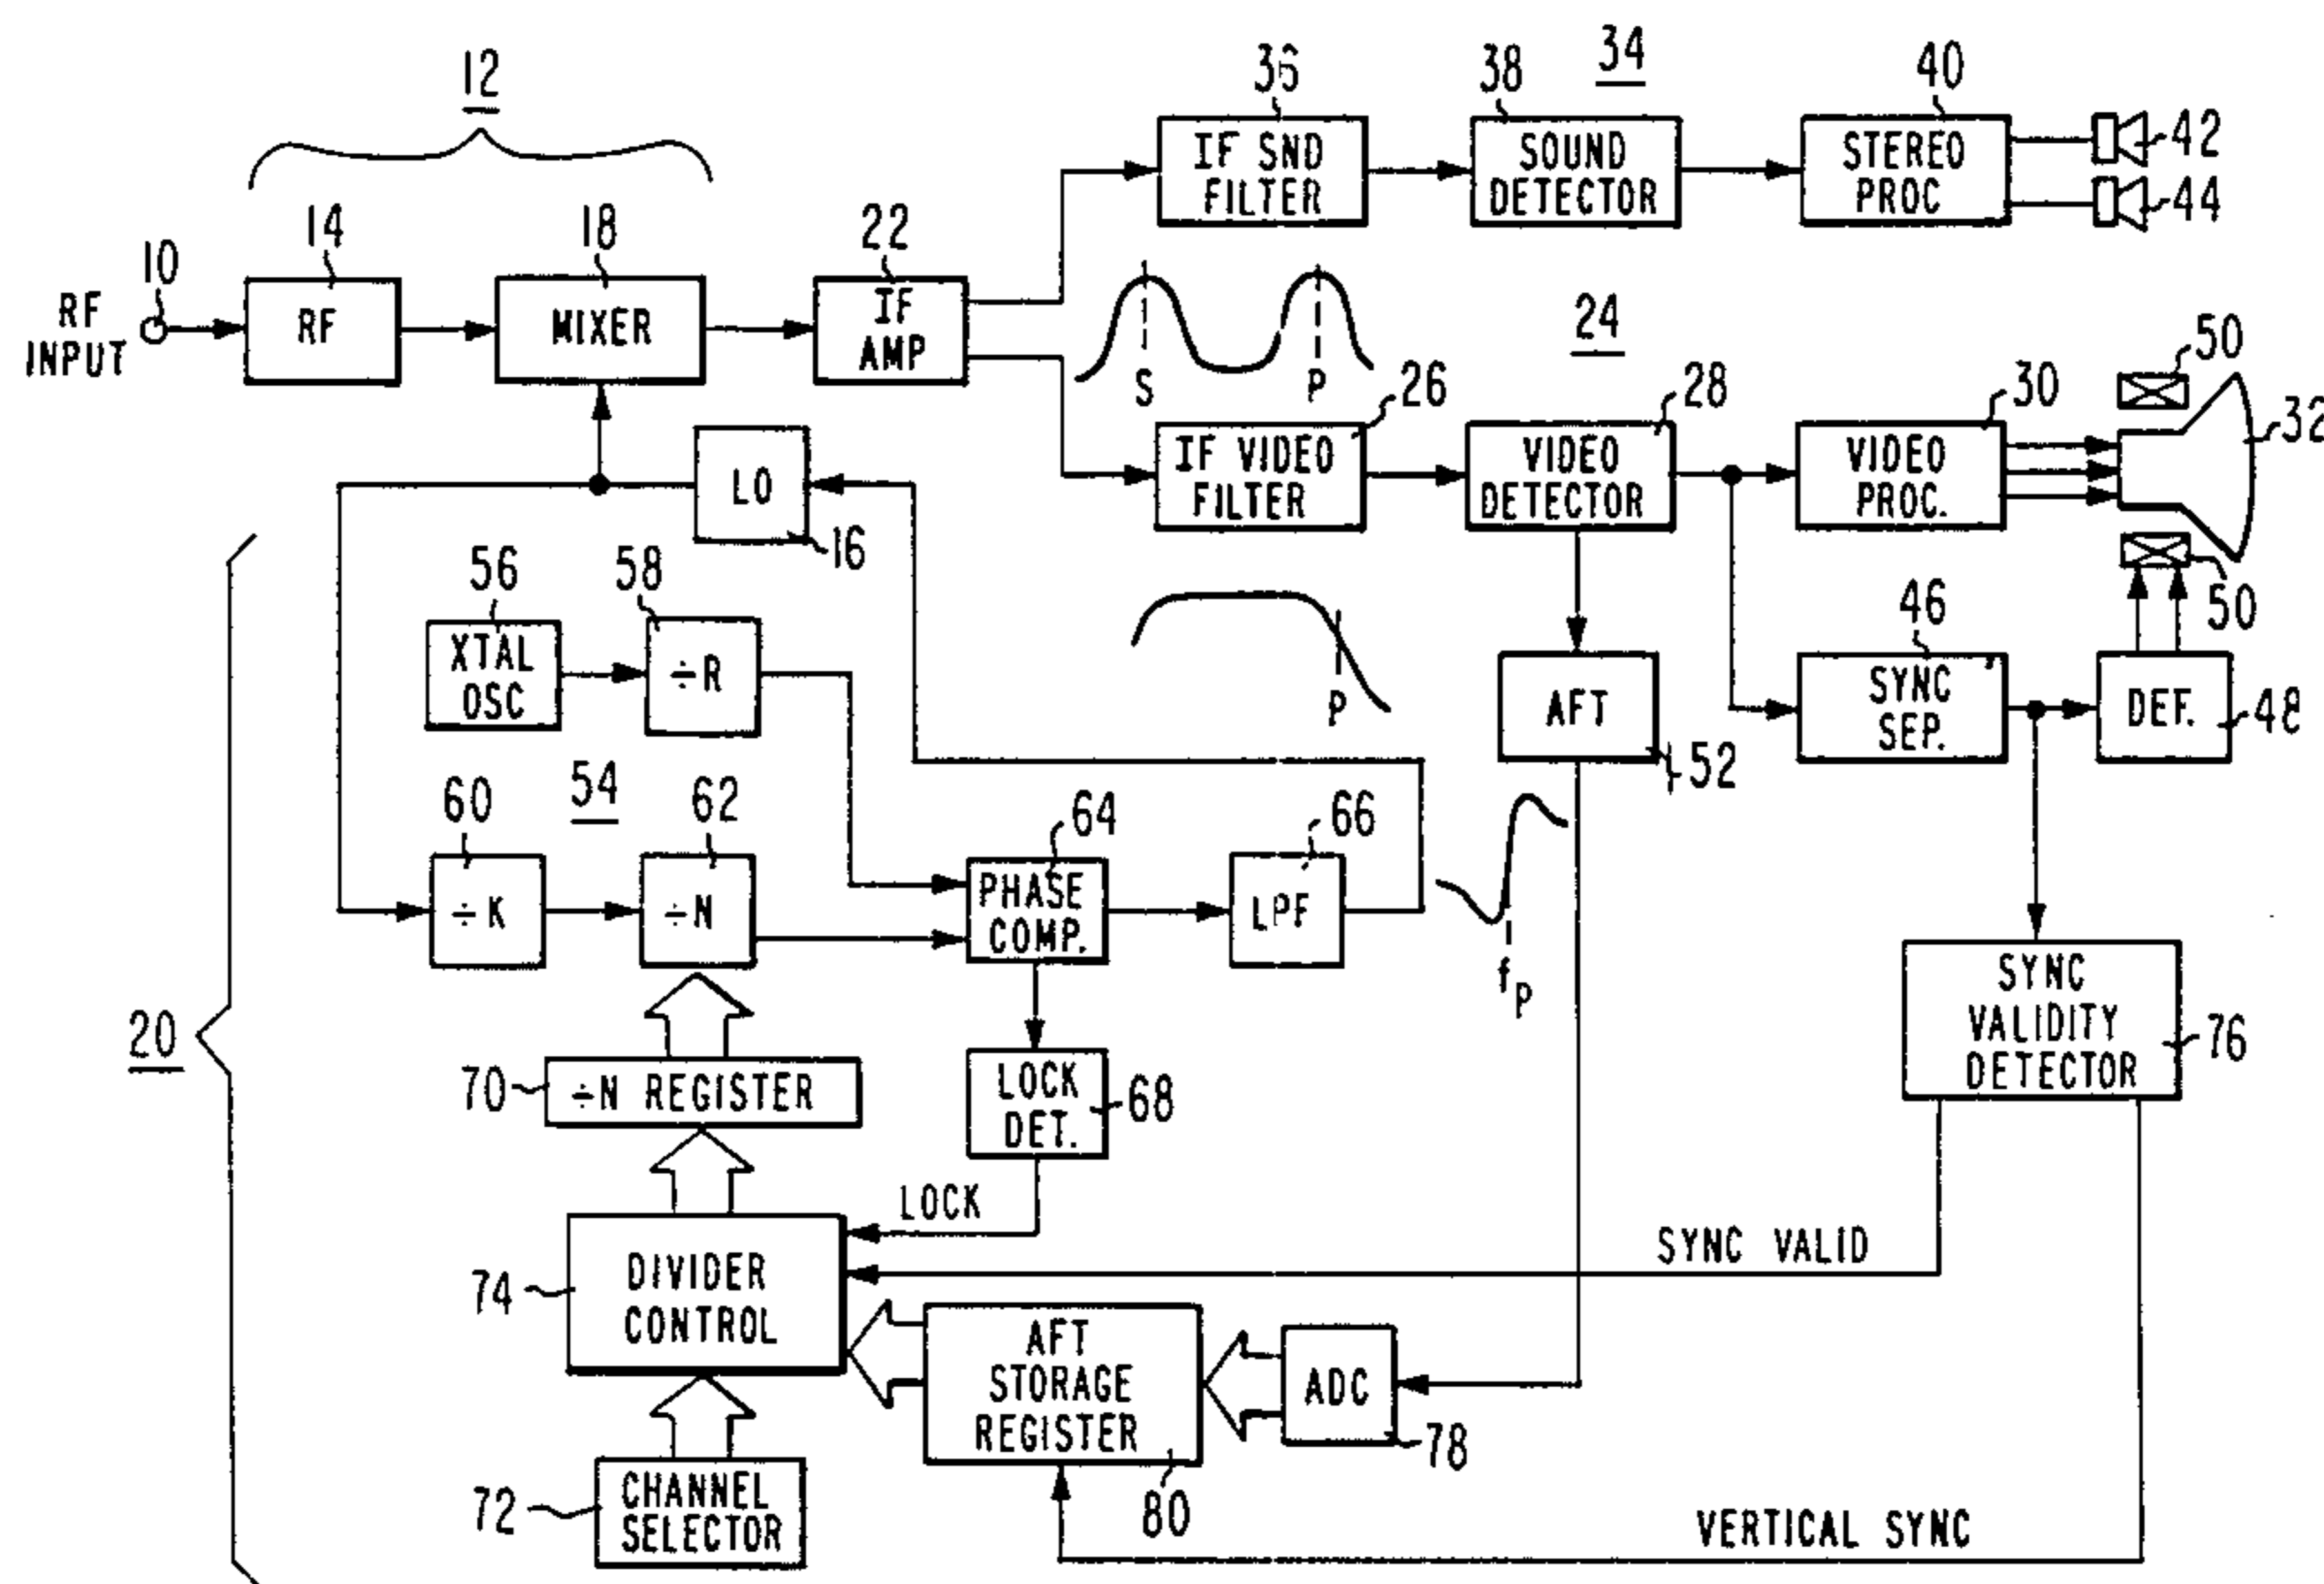 12
36
38
34
40
IF SND
FILTER
SOUND
DETECTOR
STEREO
PROC
42
44
10
14
18
22
RF
INPUT
RF
MIXER
IF
AMP
S
P
24
26
28
30
50
32
LO
16
IF VIDEO
FILTER
VIDEO
DETECTOR
VIDEO
PROC.
50
56
58
XTAL
OSC
÷R
P
AFT
52
46
SYNC
SEP.
DEF.
48
60
54
62
64
66
÷K
÷N
PHASE
COMP.
LPF
fp
20
70
÷N REGISTER
LOCK
DET.
68
SYNC
VALIDITY
DETECTOR
76
LOCK
SYNC VALID
74
DIVIDER
CONTROL
AFT
STORAGE
REGISTER
80
ADC
78
72
CHANNEL
SELECTOR
VERTICAL SYNC